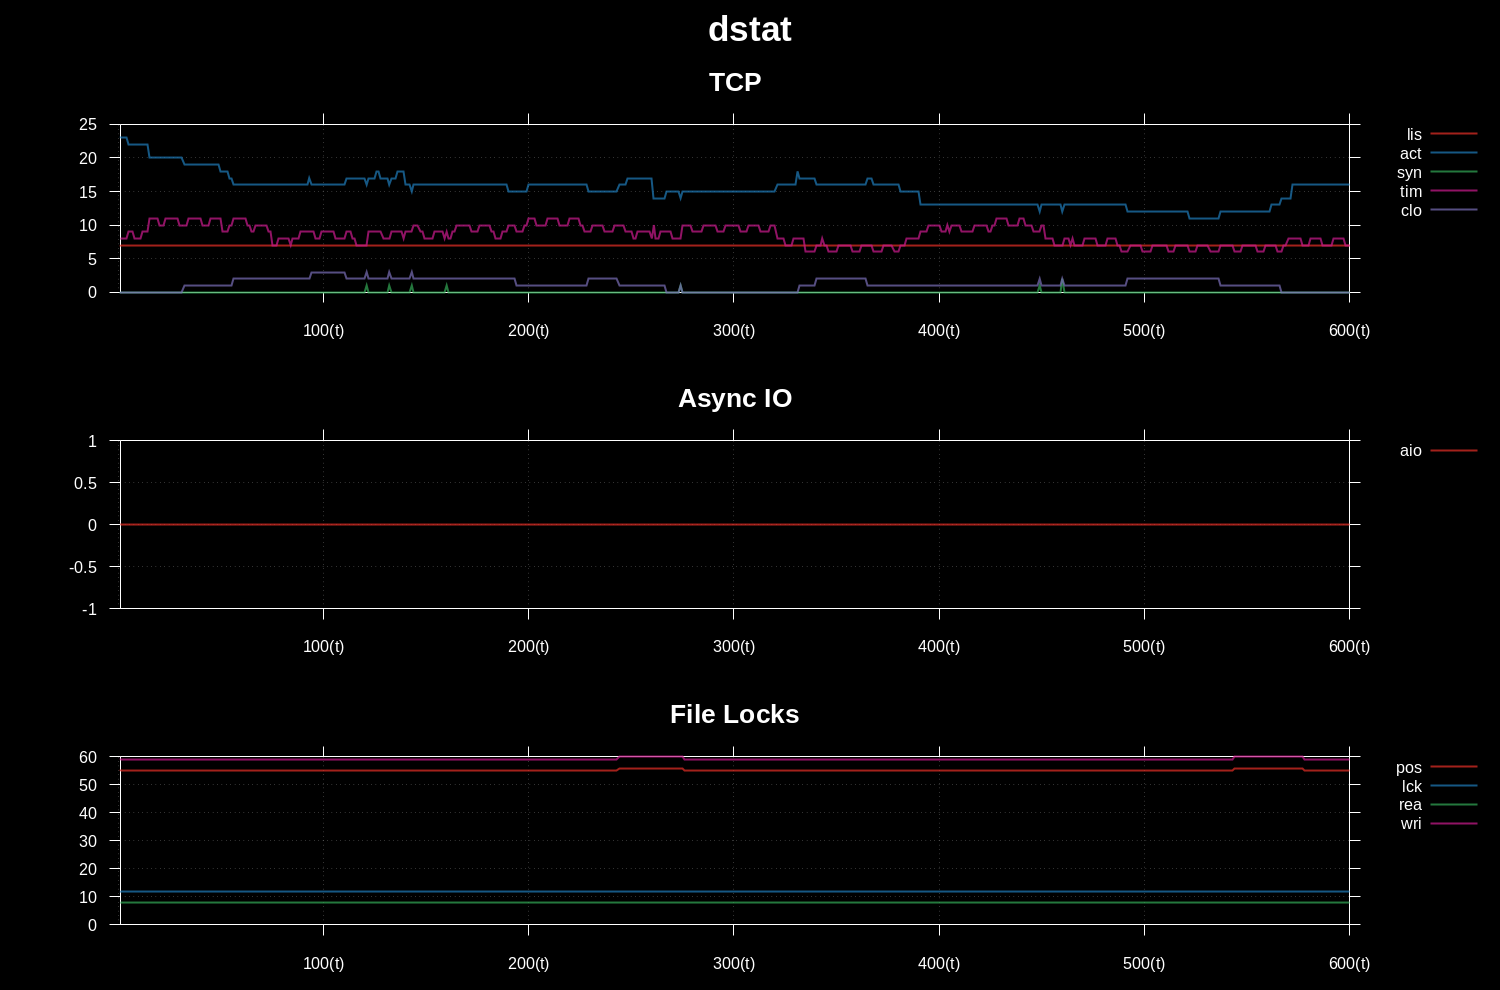 dstat
TCP
25
20
15
10
5
0
100(t) 200(t) 300(t) 400(t) 500(t) 600(t)
lis
act
syn
tim
clo
Async IO
1
0.5
0
-0.5
-1
100(t) 200(t) 300(t) 400(t) 500(t) 600(t)
aio
File Locks
60
50
40
30
20
10
0
100(t) 200(t) 300(t) 400(t) 500(t) 600(t)
pos
lck
rea
wri